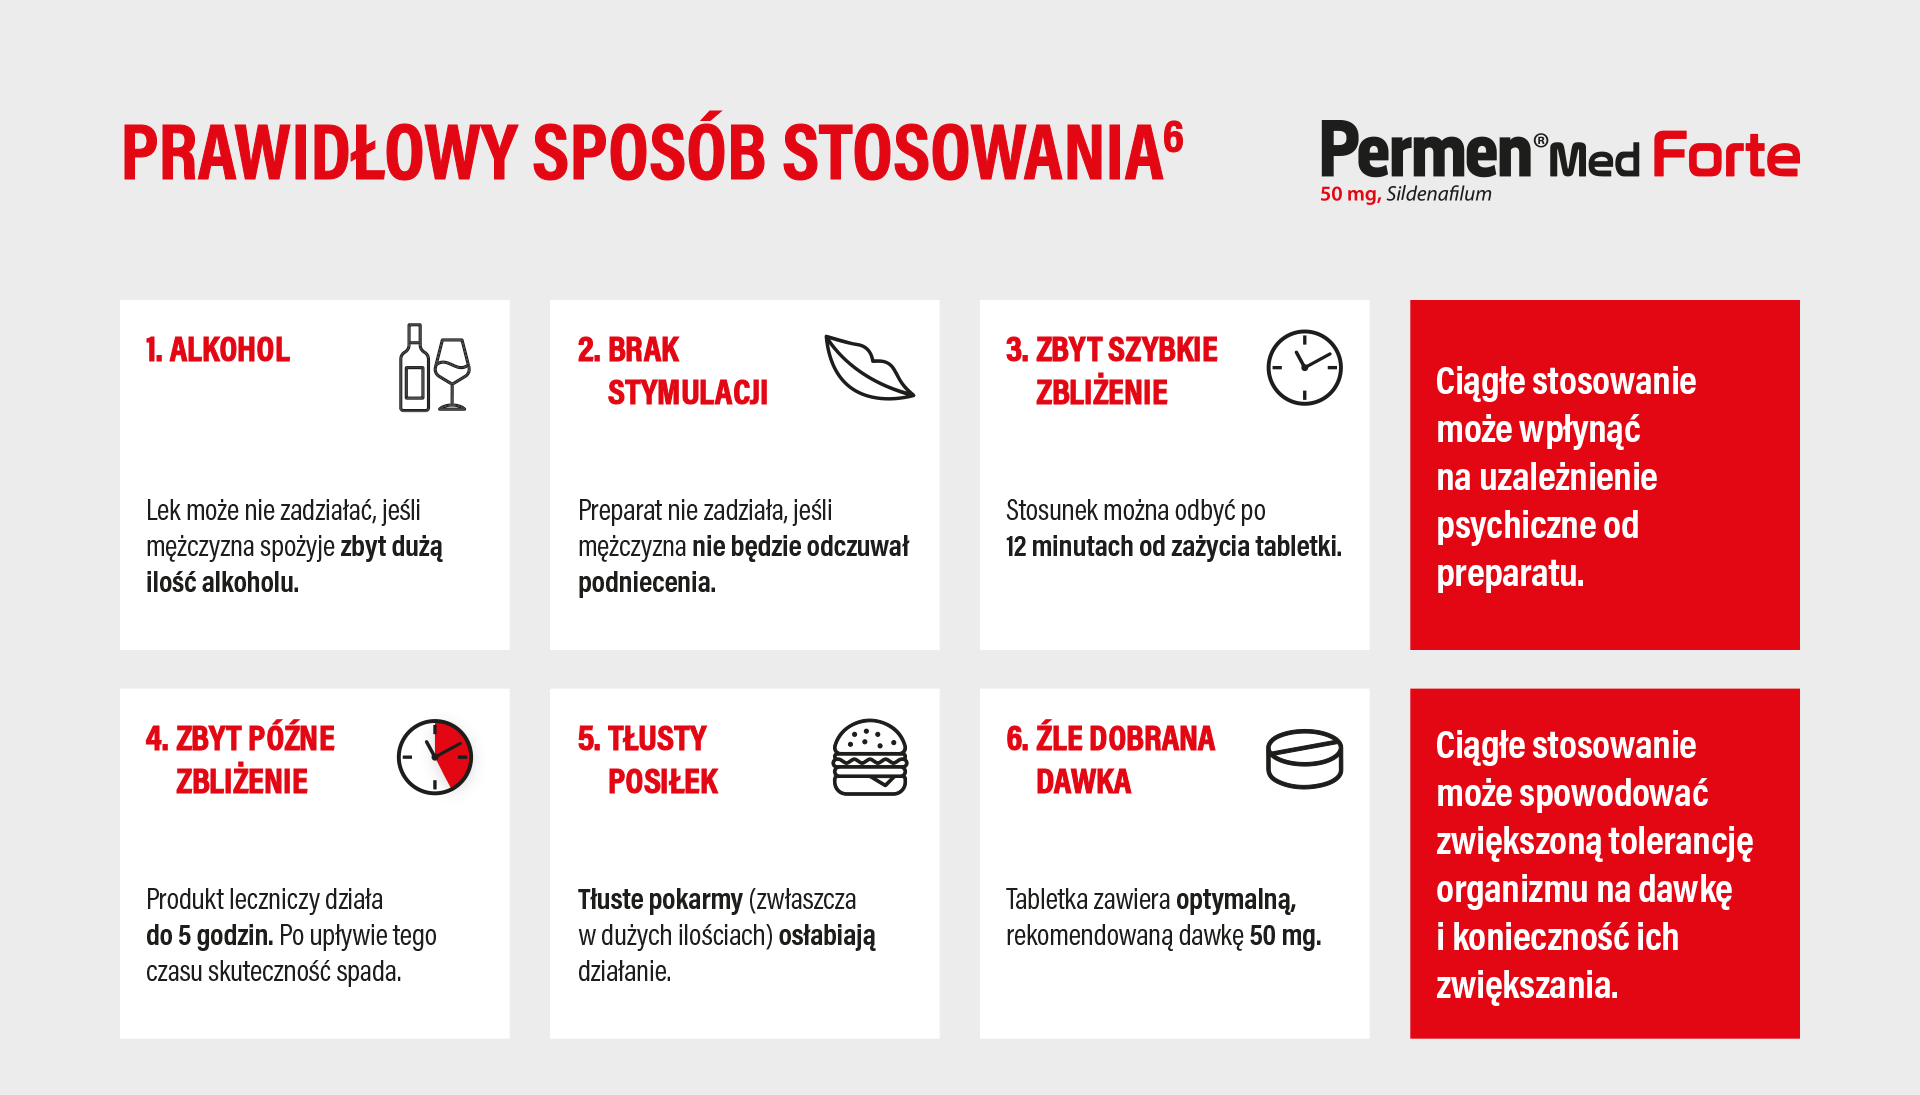 PRAWIDŁOWY SPOSÓB STOSOWANIA⁶
Permen® Med Forte
50 mg, Sildenafilum
1. ALKOHOL
Lek może nie zadziałać, jeśli
mężczyzna spożyje zbyt dużą
ilość alkoholu.
2. BRAK
STYMULACJI
Preparat nie zadziała, jeśli
mężczyzna nie będzie odczuwał
podniecenia.
3. ZBYT SZYBKIE
ZBLIŻENIE
Stosunek można odbyć po
12 minutach od zażycia tabletki.
Ciągłe stosowanie
może wpłynąć
na uzależnienie
psychiczne od
preparatu.
4. ZBYT PÓŹNE
ZBLIŻENIE
Produkt leczniczy działa
do 5 godzin. Po upływie tego
czasu skuteczność spada.
5. TŁUSTY
POSIŁEK
Tłuste pokarmy (zwłaszcza
w dużych ilościach) osłabiają
działanie.
6. ŹLE DOBRANA
DAWKA
Tabletka zawiera optymalną,
rekomendowaną dawkę 50 mg.
Ciągłe stosowanie
może spowodować
zwiększoną tolerancję
organizmu na dawkę
i konieczność ich
zwiększania.